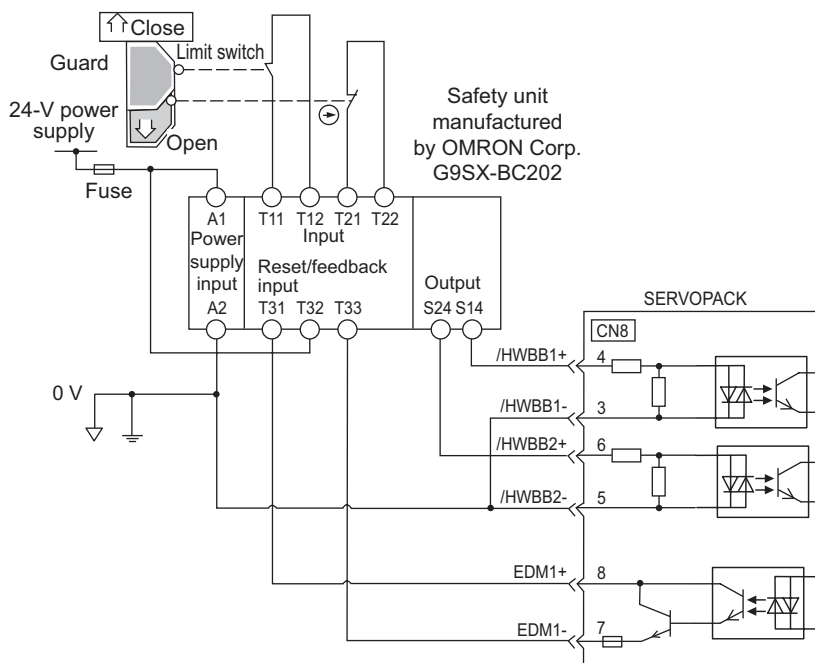 Close
Guard
Limit switch
24-V power
supply
Open
Fuse
Safety unit
manufactured
by OMRON Corp.
G9SX-BC202
A1
T11
T12
T21
T22
Power
supply
input
Input
Reset/feedback
input
Output
A2
T31
T32
T33
S24
S14
SERVOPACK
CN8
/HWBB1+
4
0 V
/HWBB1-
3
/HWBB2+
6
/HWBB2-
5
EDM1+
8
EDM1-
7